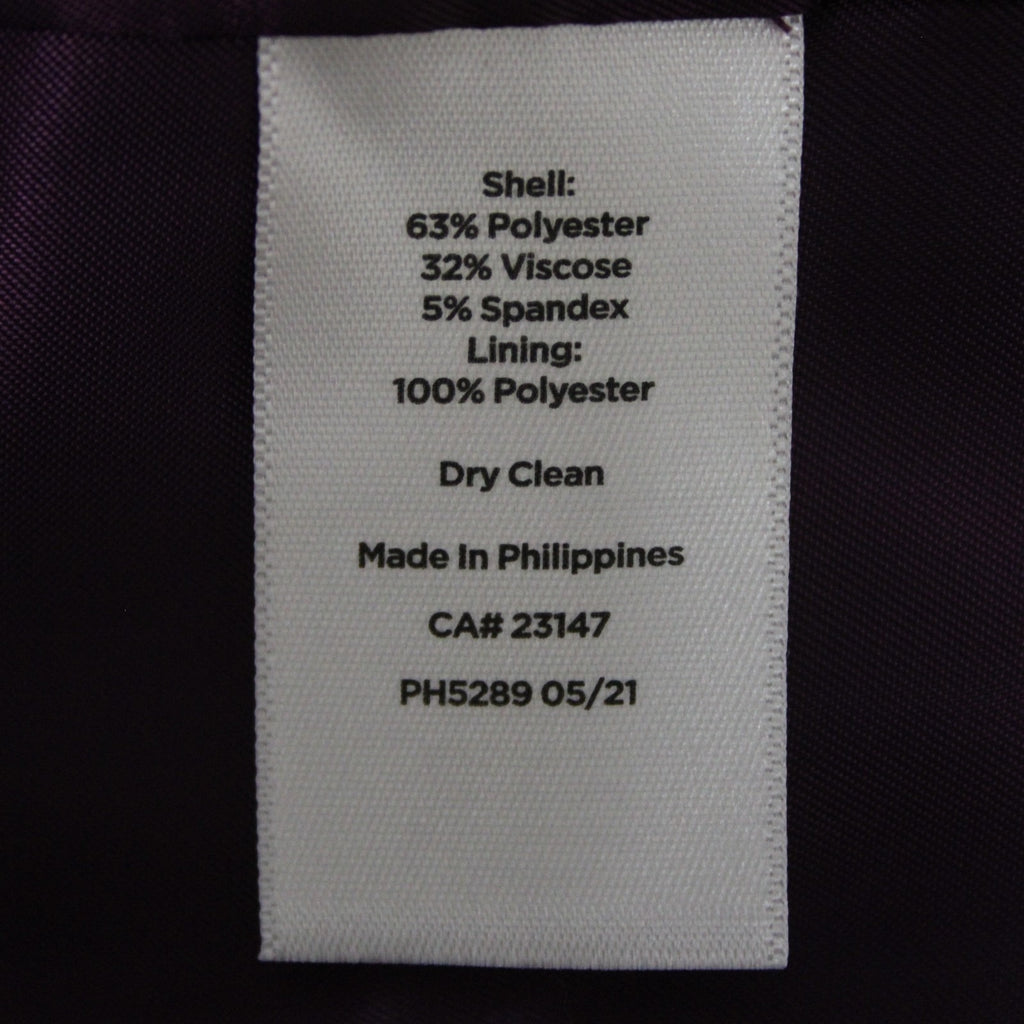 Shell:
63% Polyester
32% Viscose
5% Spandex
Lining:
100% Polyester
Dry Clean
Made In Philippines
CA# 23147
PH5289 05/21